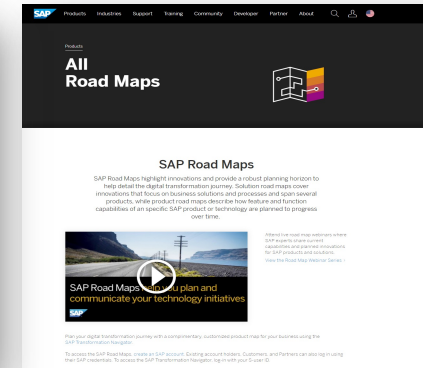 SAP Products Industries Support Training Community Developer Partner About
Products
All
Road Maps
SAP Road Maps
SAP Road Maps highlight innovations and provide a robust planning horizon to
help detail the digital transformation journey. Solution road maps cover
innovations that focus on business solutions and processes and span several
products, while product road maps describe how feature and function
capabilities of an specific SAP product or technology are planned to progress
over time.
SAP Road Maps help you plan and
communicate your technology initiatives
SAP
Attend live road map webinars where
SAP experts share current
capabilities and planned innovations
for SAP products and solutions.
View the Road Map Webinar Series
Plan your digital transformation journey with a complimentary, customized product map for your business using the
SAP Transformation Navigator.
To access the SAP Road Maps, create an SAP account. Existing account holders, Customers, and Partners can also log in using
their SAP credentials. To access the SAP Transformation Navigator, log-in with your S-user ID.